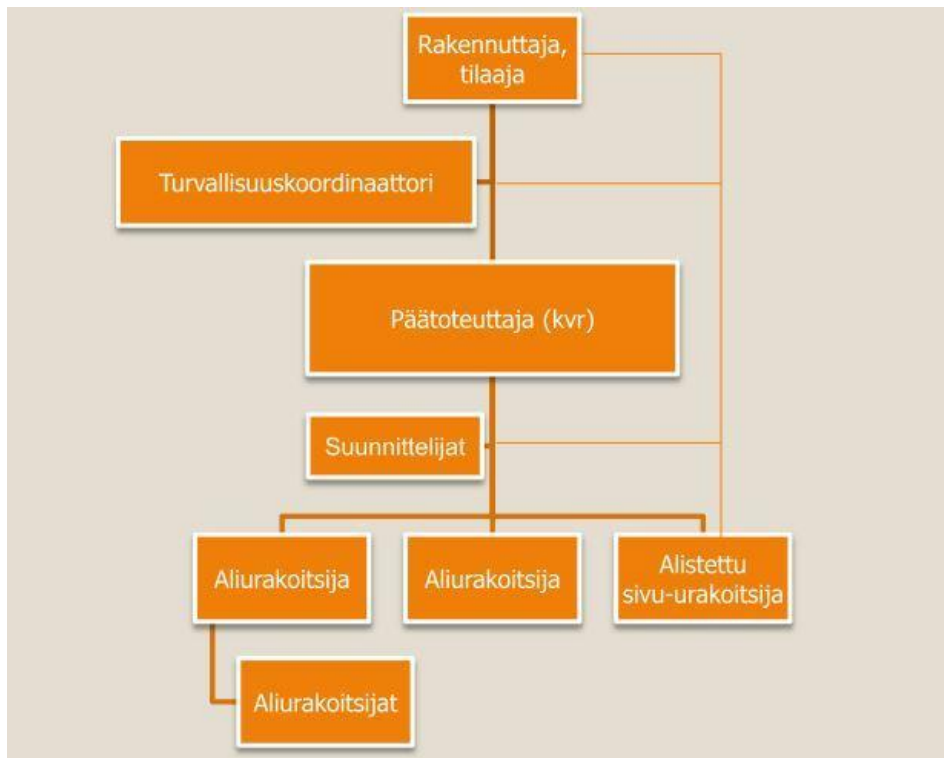 Rakennuttaja,
tilaaja
Turvallisuuskoordinaattori
Päätoteuttaja (kvr)
Suunnittelijat
Aliurakoitsija
Aliurakoitsija
Alistettu
sivu-urakoitsija
Aliurakoitsijat